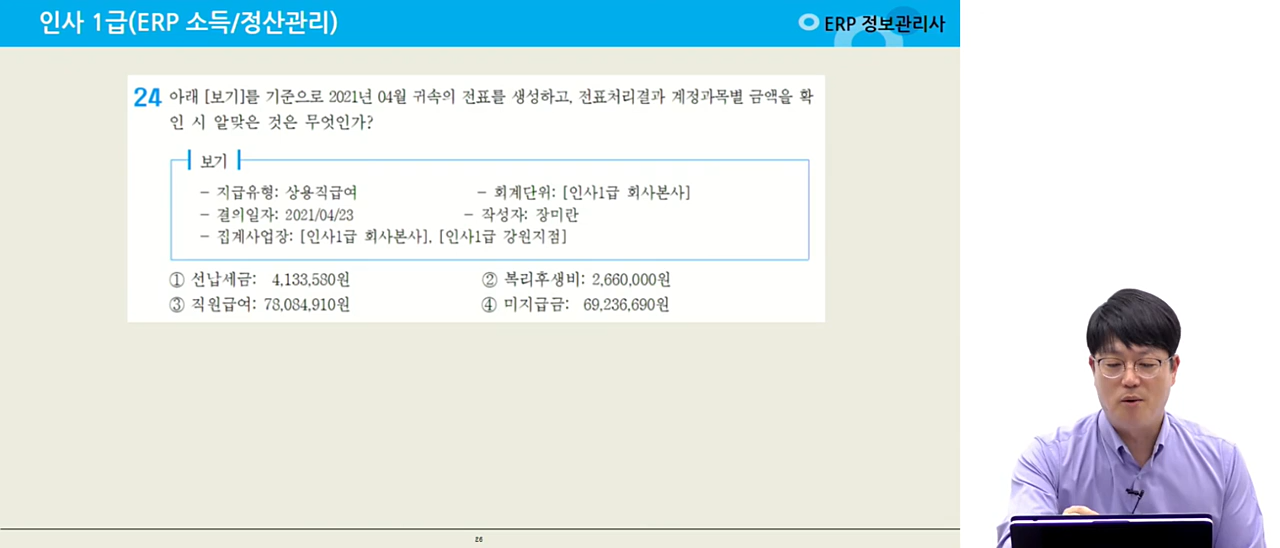 인사 1급(ERP 소득/정산관리)
ERP 정보관리사
24 아래 [보기]를 기준으로 2021년 04월 귀속의 전표를 생성하고, 전표처리결과 계정과목별 금액을 확
인 시 알맞은 것은 무엇인가?
보기
- 지급유형: 상용직급여 - 회계단위: [인사1급 회사본사]
- 결의일자: 2021/04/23 - 작성자: 장미란
- 집계사업장: [인사1급 회사본사], [인사1급 강원지점]
① 선납세금: 4,133,580원 ② 복리후생비: 2,660,000원
③ 직원급여: 78,084,910원 ④ 미지급금: 69,236,690원
26